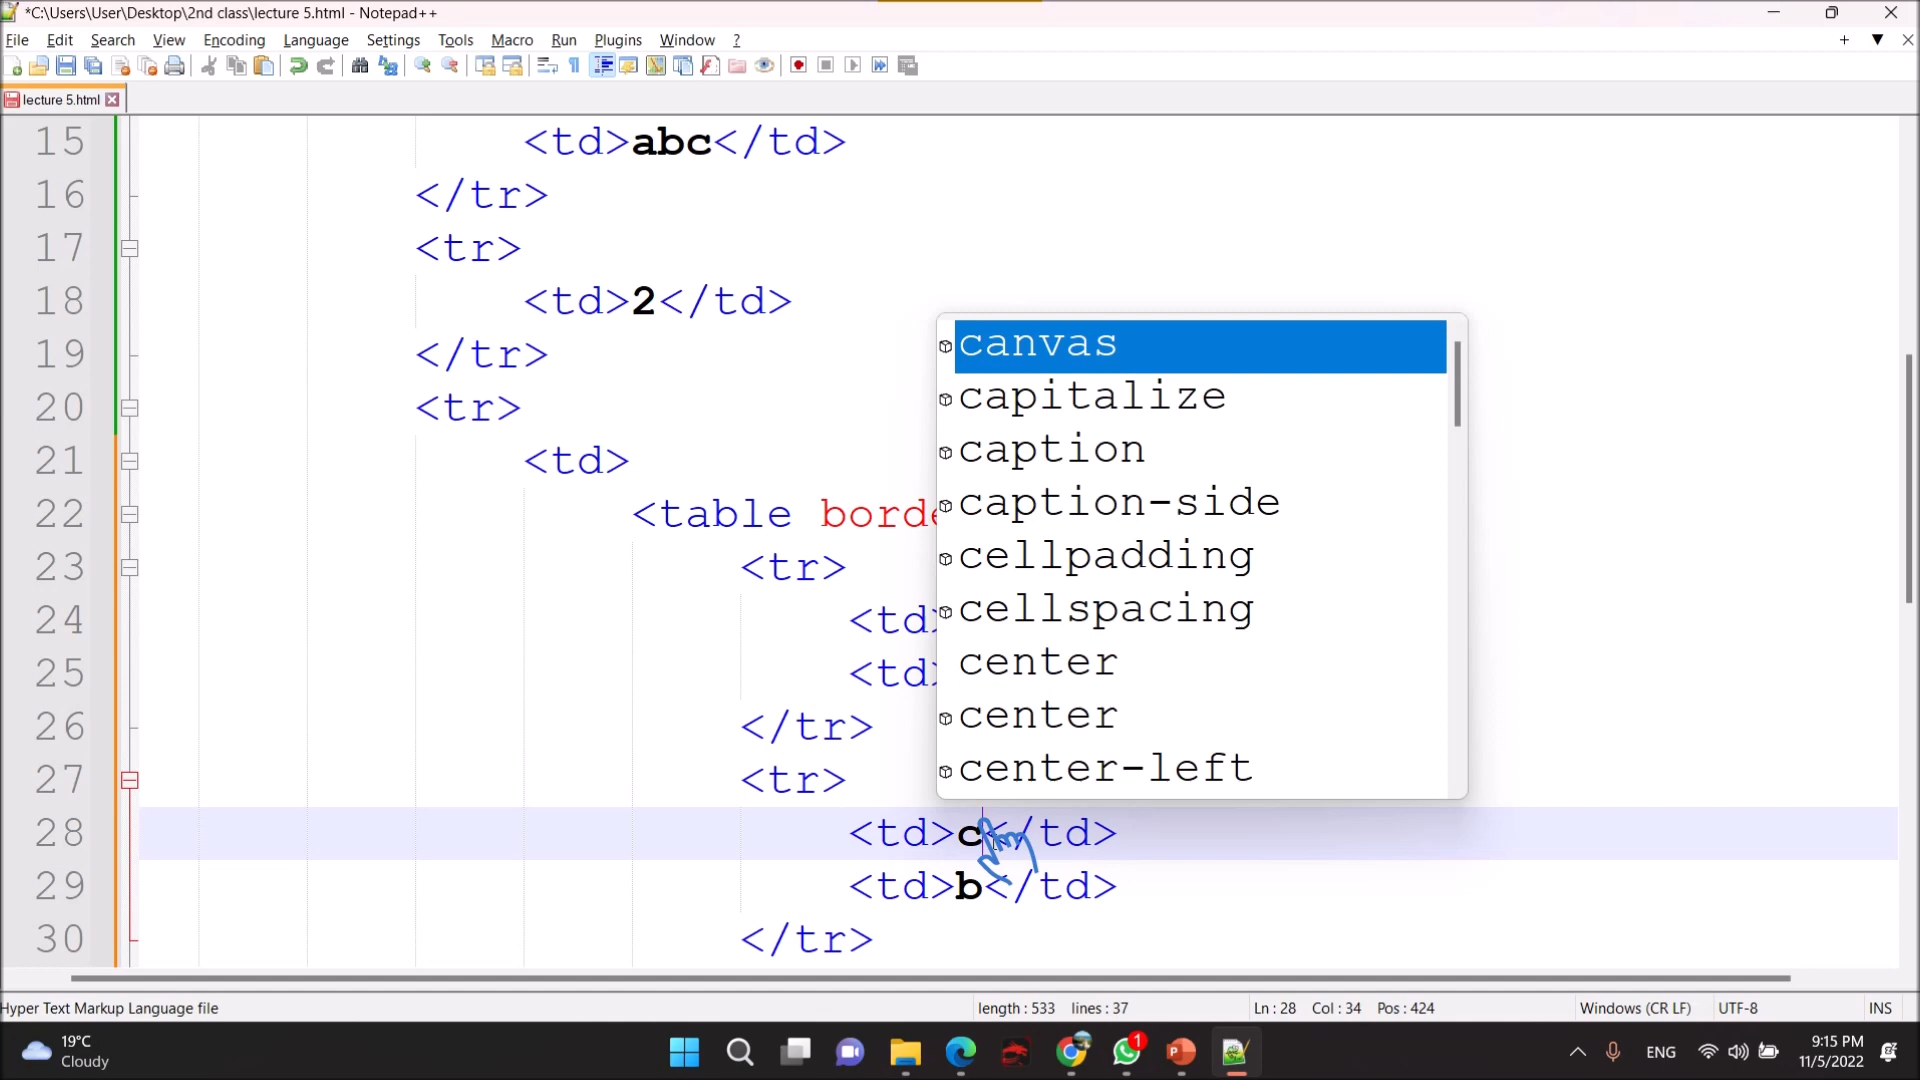 *C:\Users\User\Desktop\2nd class\lecture 5.html - Notepad++
File Edit Search View Encoding Language Settings Tools Macro Run Plugins Window ?
lecture 5.html
15 <td>abc</td>
16 </tr>
17 <tr>
18 <td>2</td>
19 </tr>
20 <tr>
21 <td>
22 <table borde
23 <tr>
24 <td>
25 <td>
26 </tr>
27 <tr>
28 <td>c</td>
29 <td>b</td>
30 </tr>
canvas
capitalize
caption
caption-side
cellpadding
cellspacing
center
center
center-left
Hyper Text Markup Language file length : 533 lines : 37 Ln : 28 Col : 34 Pos : 424 Windows (CR LF) UTF-8 INS
19°C
Cloudy
1
ENG
9:15 PM
11/5/2022